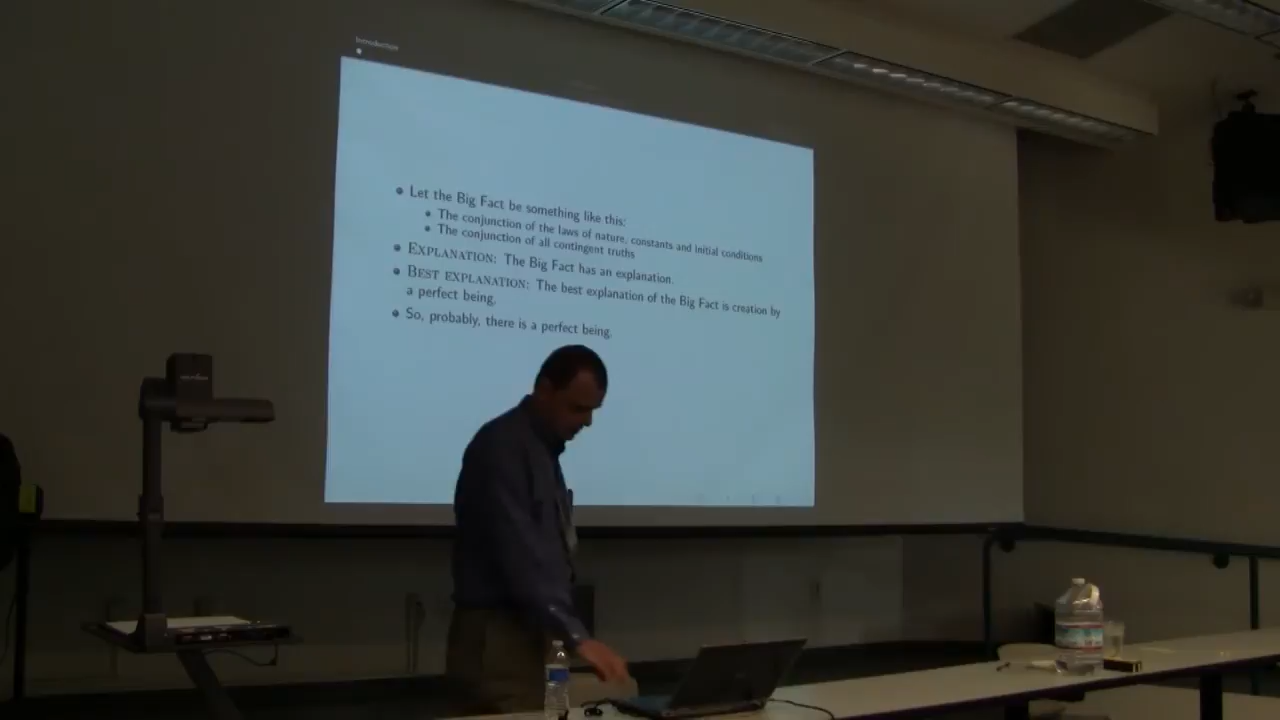 Introduction
• Let the Big Fact be something like this:
• The conjunction of the laws of nature, constants and initial conditions
• The conjunction of all contingent truths
• EXPLANATION: The Big Fact has an explanation.
• BEST EXPLANATION: The best explanation of the Big Fact is creation by
a perfect being.
• So, probably, there is a perfect being.